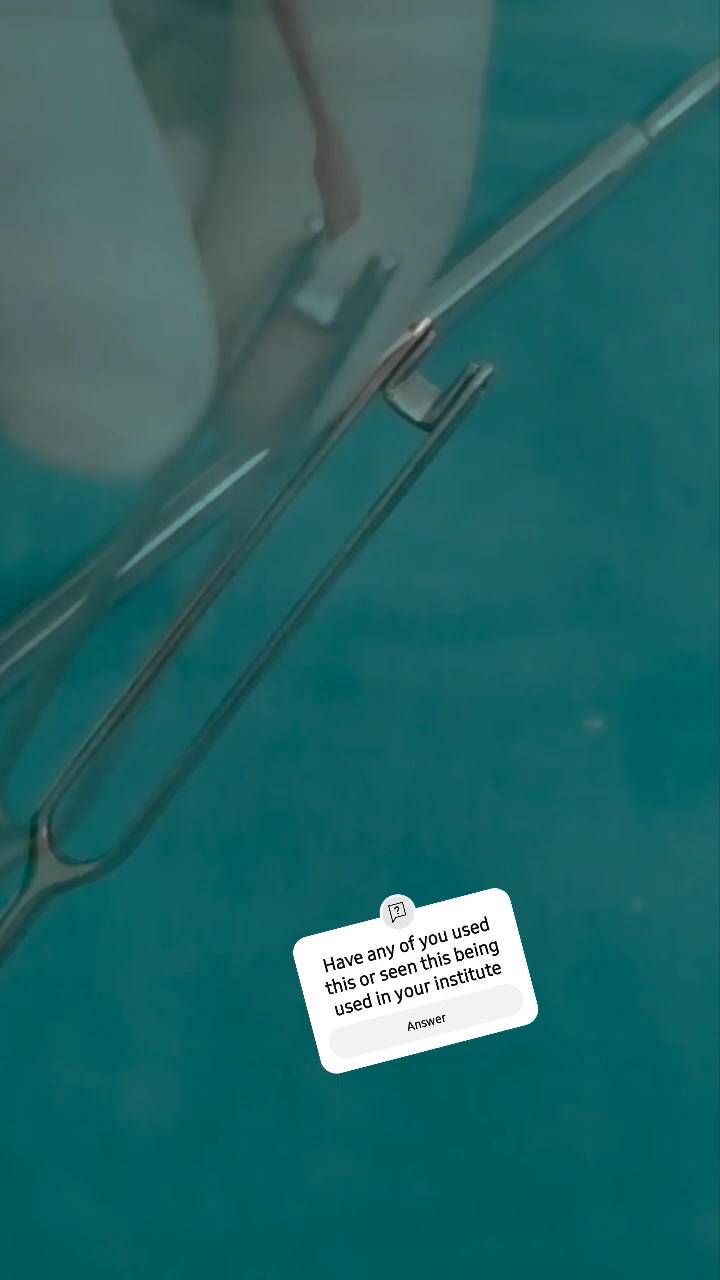 ?
Have any of you used
this or seen this being
used in your institute
Answer